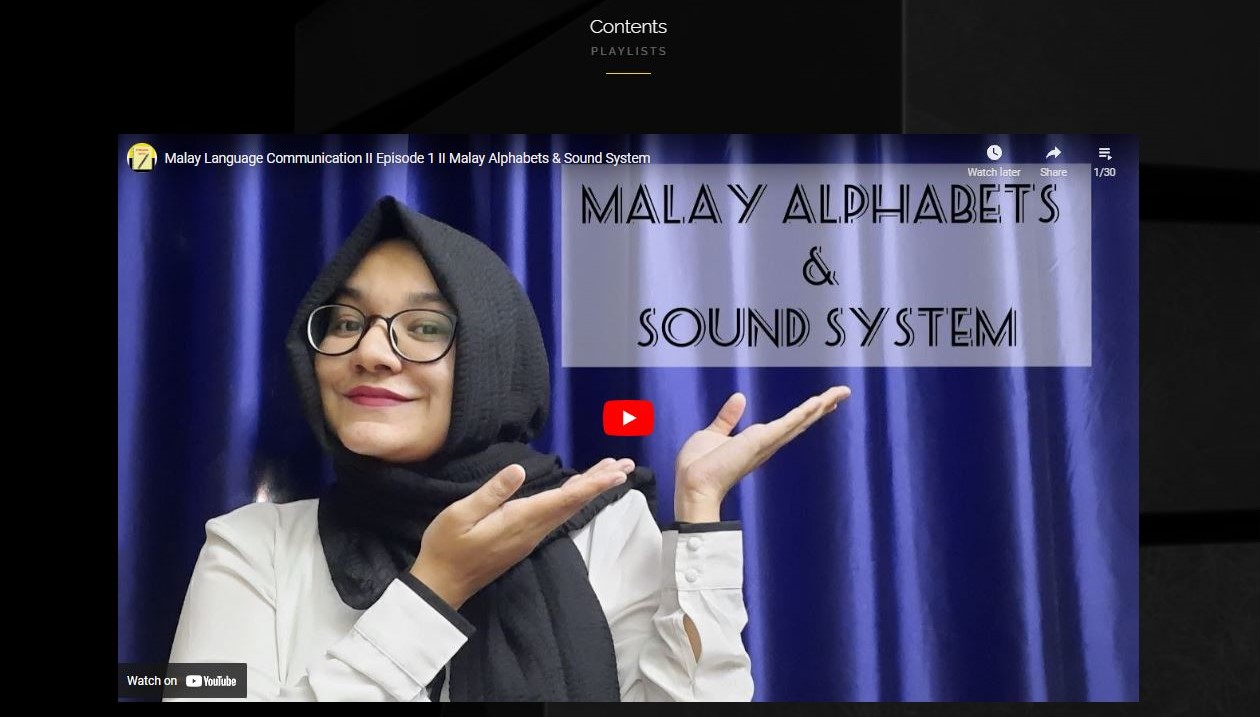 Contents
PLAYLISTS
Malay Language Communication II Episode 1 II Malay Alphabets & Sound System
Watch later
Share
1/30
MALAY ALPHABETS
&
SOUND SYSTEM
Watch on YouTube